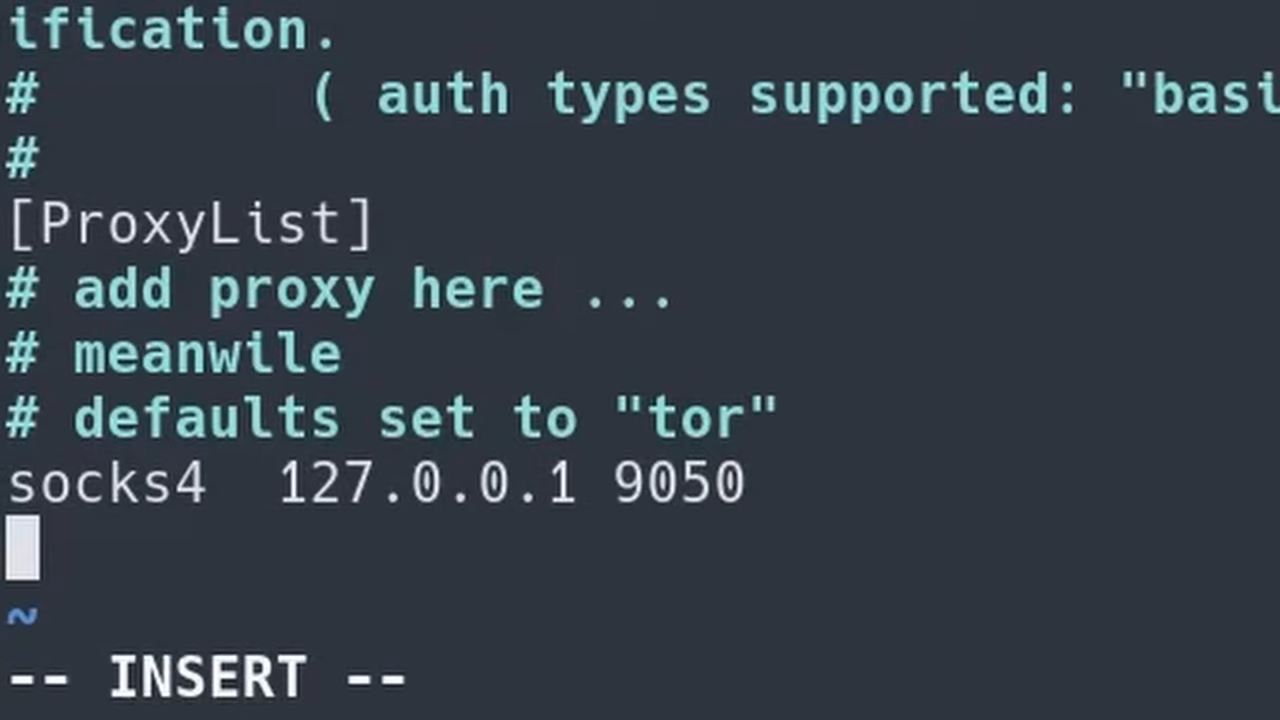 ification.
#        ( auth types supported: "basi
#
[ProxyList]
# add proxy here ...
# meanwile
# defaults set to "tor"
socks4  127.0.0.1 9050
~
-- INSERT --